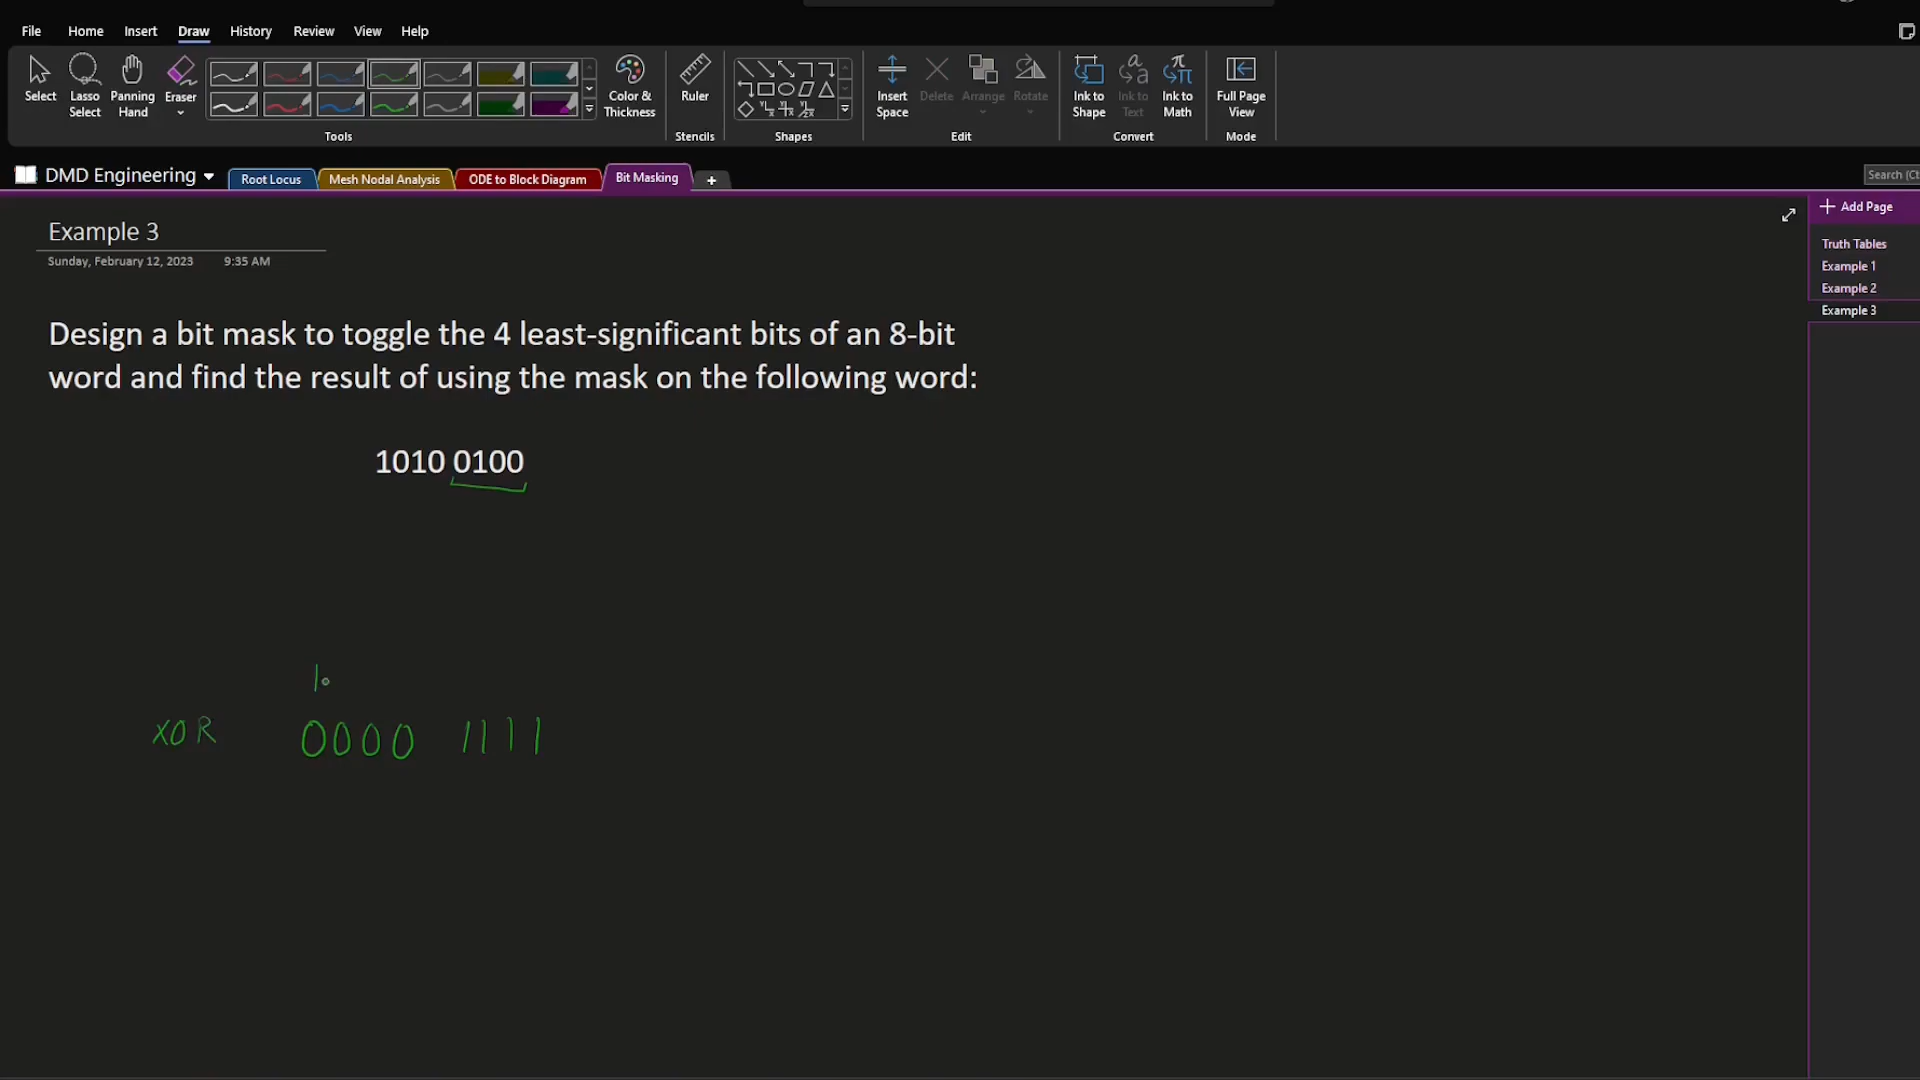 File Home Insert Draw History Review View Help
Select Lasso Select Panning Hand Eraser Color & Thickness Ruler Insert Space Delete Arrange Rotate Ink to Shape Ink to Text Ink to Math Full Page View
Tools Stencils Shapes Edit Convert Mode
DMD Engineering Root Locus Mesh Nodal Analysis ODE to Block Diagram Bit Masking + Search (Ct
Add Page
Truth Tables
Example 1
Example 2
Example 3
Example 3
Sunday, February 12, 2023 9:35 AM
Design a bit mask to toggle the 4 least-significant bits of an 8-bit
word and find the result of using the mask on the following word:
1010 0100
1
XOR 0000 1111